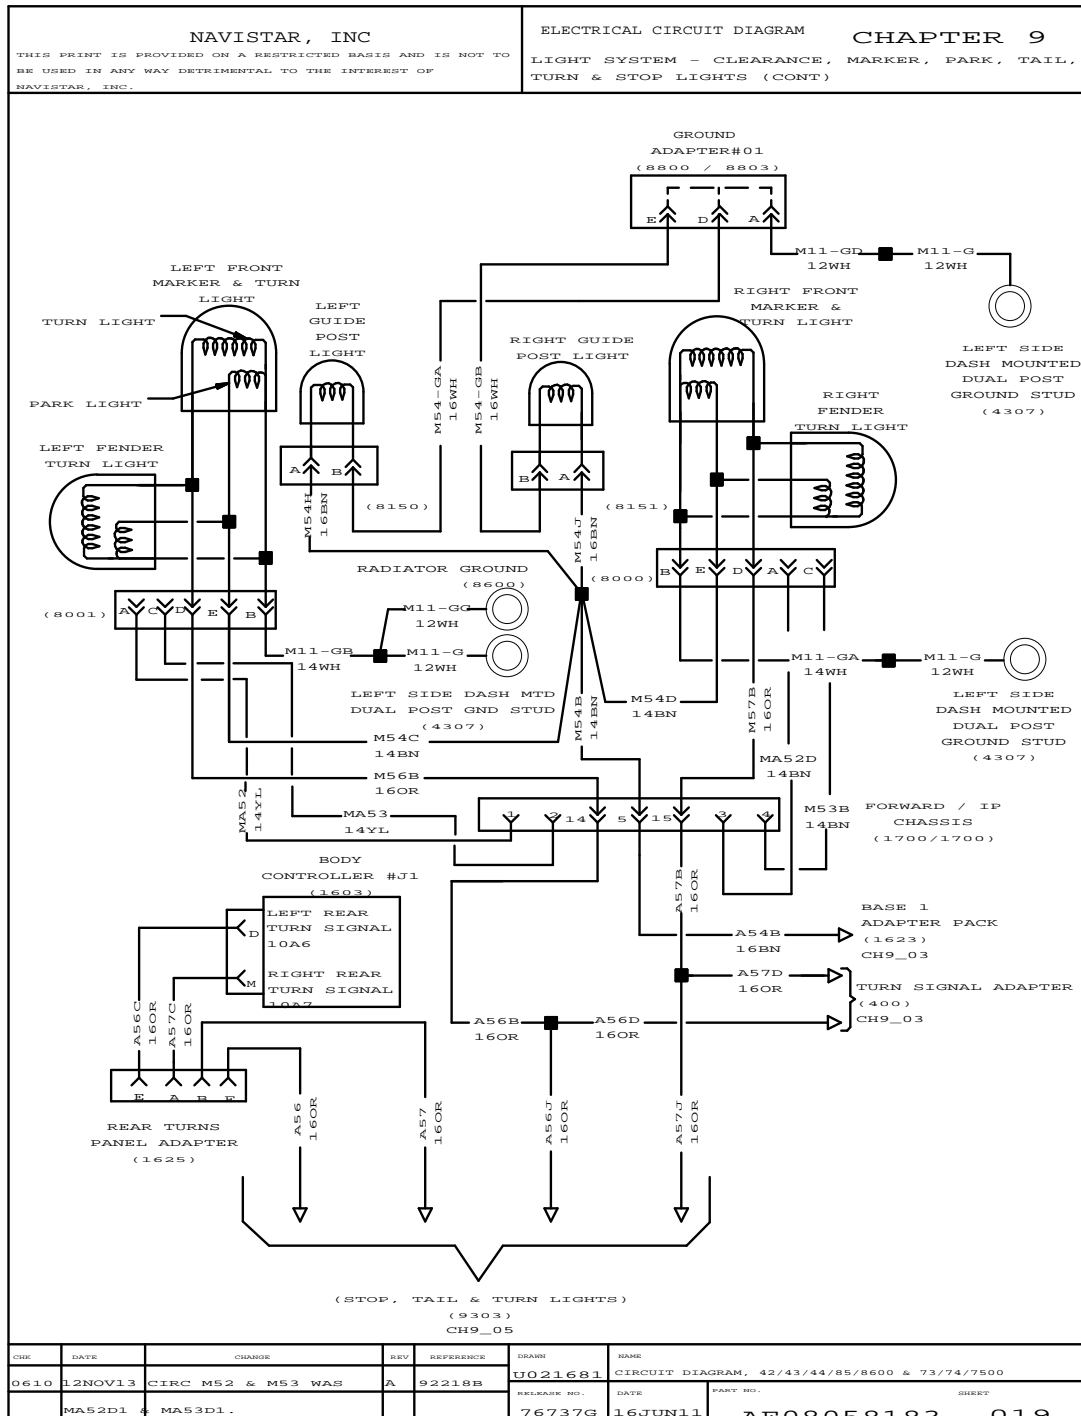 NAVISTAR, INC
THIS PRINT IS PROVIDED ON A RESTRICTED BASIS AND IS NOT TO
BE USED IN ANY WAY DETRIMENTAL TO THE INTEREST OF
NAVISTAR, INC.
ELECTRICAL CIRCUIT DIAGRAM
CHAPTER 9
LIGHT SYSTEM - CLEARANCE, MARKER, PARK, TAIL,
TURN & STOP LIGHTS (CONT)
GROUND
ADAPTER#01
(8800 / 8803)
E D A
M11-GD
12WH
M11-G
12WH
LEFT SIDE
DASH MOUNTED
DUAL POST
GROUND STUD
(4307)
LEFT FRONT
MARKER & TURN
LIGHT
TURN LIGHT
PARK LIGHT
LEFT
GUIDE
POST
LIGHT
RIGHT GUIDE
POST LIGHT
RIGHT FRONT
MARKER &
TURN LIGHT
RIGHT
FENDER
TURN LIGHT
LEFT FENDER
TURN LIGHT
M54-GA
16WH
M54-GB
16WH
A B
(8150)
B A
(8151)
M54H
16BN
M54J
16BN
RADIATOR GROUND
(8600)
(8000)
B E D A C
(8001)
A C D E B
M11-GG
12WH
M11-GB
14WH
M11-G
12WH
LEFT SIDE DASH MTD
DUAL POST GND STUD
(4307)
M11-GA
14WH
M11-G
12WH
LEFT SIDE
DASH MOUNTED
DUAL POST
GROUND STUD
(4307)
M54B
14BN
M54D
14BN
M57B
16OR
M54C
14BN
M56B
16OR
MA52D
14BN
MA52
14YL
MA53
14YL
M53B
14BN
1 2 14 5 15 3 4
FORWARD / IP
CHASSIS
(1700/1700)
BODY
CONTROLLER #J1
(1603)
LEFT REAR
TURN SIGNAL
10A6
D
RIGHT REAR
TURN SIGNAL
10A7
M
A57B
16OR
BASE 1
ADAPTER PACK
(1623)
CH9_03
A54B
16BN
A57D
16OR
TURN SIGNAL ADAPTER
(400)
CH9_03
A56B
16OR
A56D
16OR
A56C
16OR
A57C
16OR
E A B F
REAR TURNS
PANEL ADAPTER
(1625)
A56
16OR
A57
16OR
A56J
16OR
A57J
16OR
(STOP, TAIL & TURN LIGHTS)
(9303)
CH9_05
CHK DATE CHANGE REV REFERENCE DRAWN NAME
0610 12NOV13 CIRC M52 & M53 WAS A 92218B U021681 CIRCUIT DIAGRAM, 42/43/44/85/8600 & 73/74/7500
MA52D1 & MA53D1.
RELEASE NO. DATE PART NO. SHEET
76737G 16JUN11 AE08058183 019